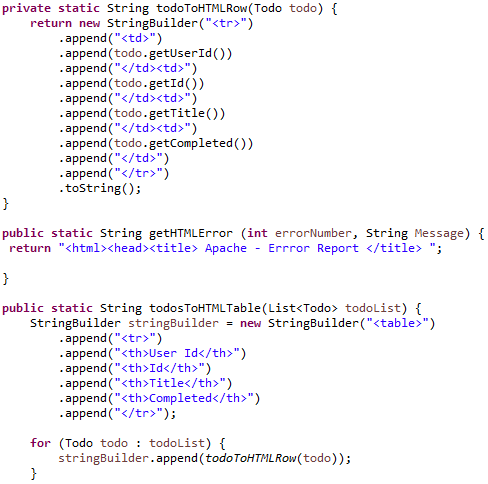 private static String todoToHTMLRow(Todo todo) {
    return new StringBuilder("<tr>")
        .append("<td>")
        .append(todo.getUserId())
        .append("</td><td>")
        .append(todo.getId())
        .append("</td><td>")
        .append(todo.getTitle())
        .append("</td><td>")
        .append(todo.getCompleted())
        .append("</td>")
        .append("</tr>")
        .toString();
}

public static String getHTMLError (int errorNumber, String Message) {
 return "<html><head><title> Apache - Errror Report </title> ";

}

public static String todosToHTMLTable(List<Todo> todoList) {
    StringBuilder stringBuilder = new StringBuilder("<table>")
        .append("<tr>")
        .append("<th>User Id</th>")
        .append("<th>Id</th>")
        .append("<th>Title</th>")
        .append("<th>Completed</th>")
        .append("</tr>");

    for (Todo todo : todoList) {
        stringBuilder.append(todoToHTMLRow(todo));
    }